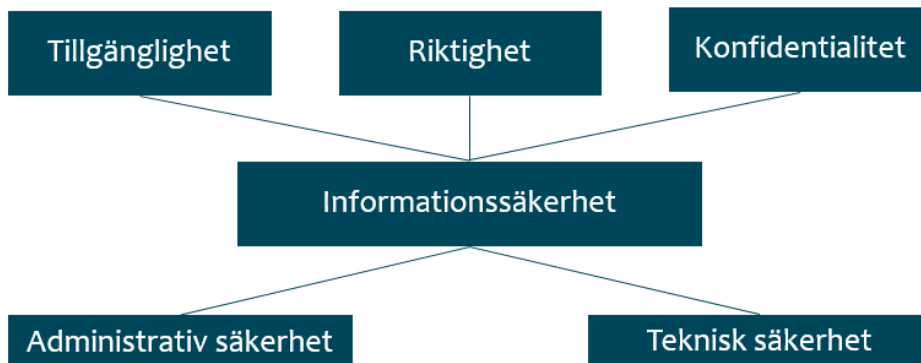 Tillgänglighet
Riktighet
Konfidentialitet
Informationssäkerhet
Administrativ säkerhet
Teknisk säkerhet